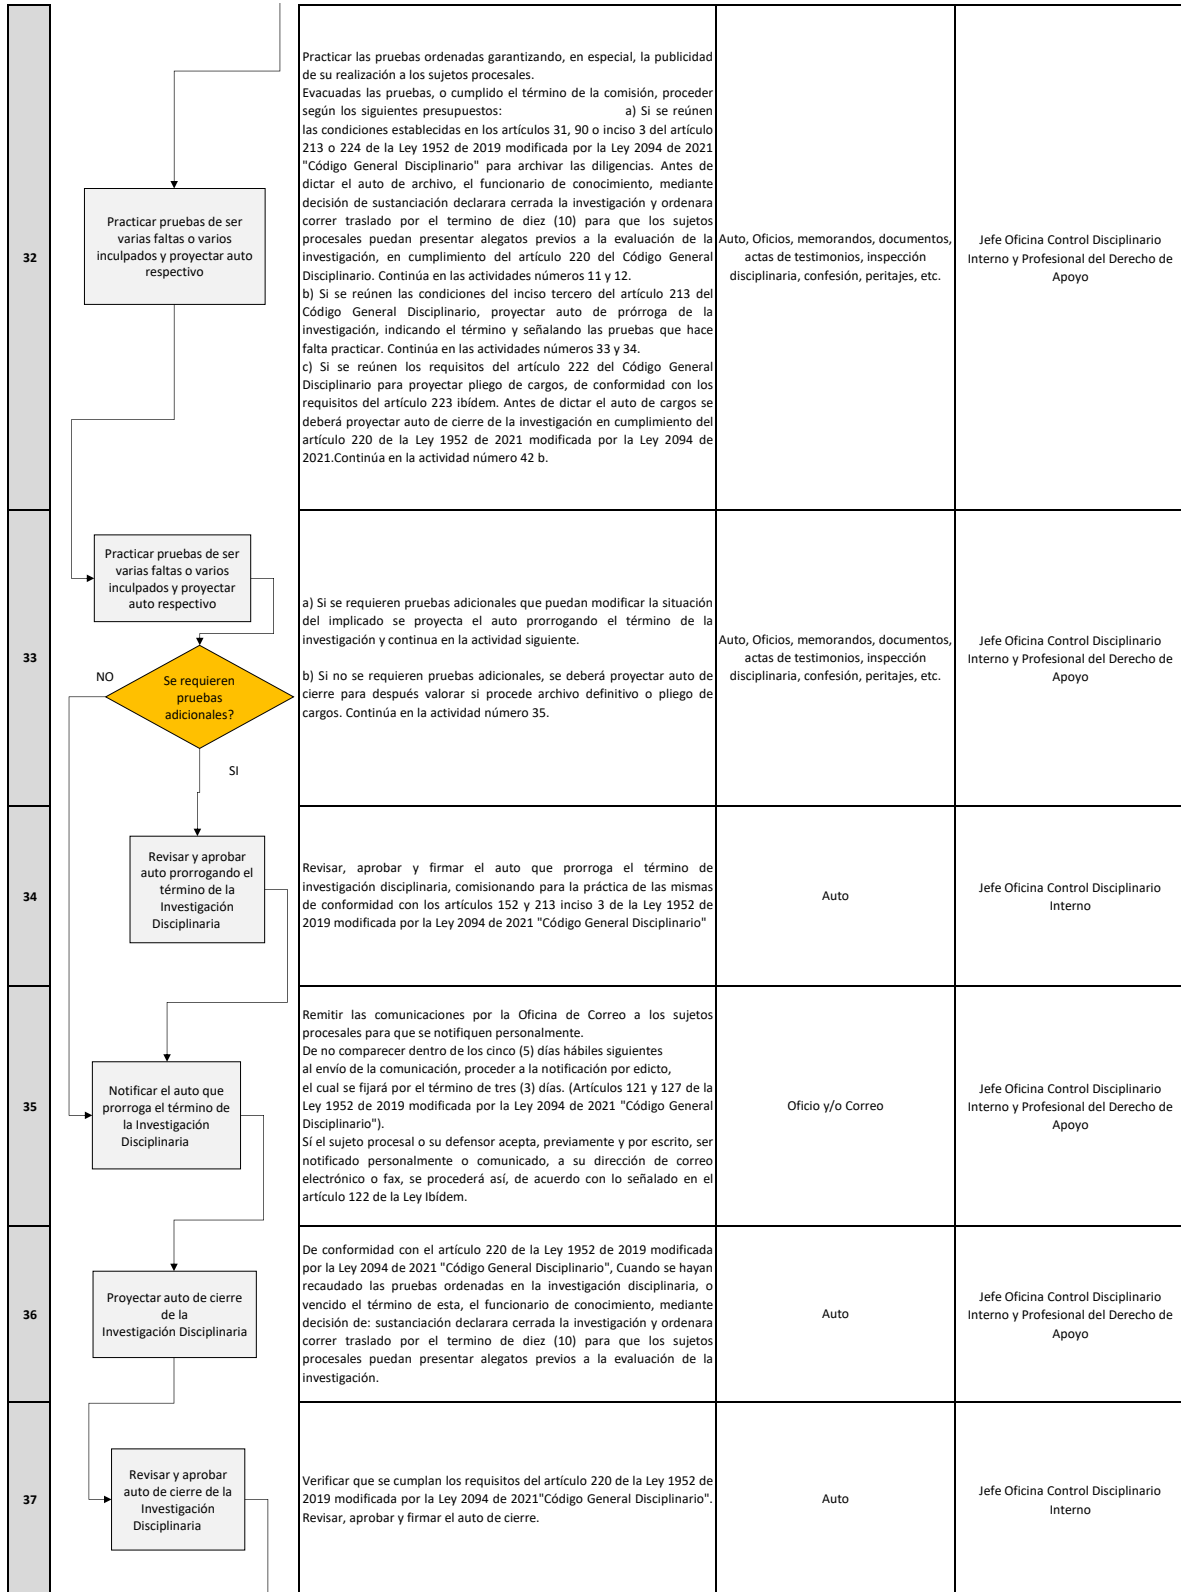 32
Practicar pruebas de ser
varias faltas o varios
inculpados y proyectar auto
respectivo
Practicar las pruebas ordenadas garantizando, en especial, la publicidad
de su realización a los sujetos procesales.
Evacuadas las pruebas, o cumplido el término de la comisión, proceder
según los siguientes presupuestos: a) Si se reúnen
las condiciones establecidas en los artículos 31, 90 o inciso 3 del artículo
213 o 224 de la Ley 1952 de 2019 modificada por la Ley 2094 de 2021
"Código General Disciplinario" para archivar las diligencias. Antes de
dictar el auto de archivo, el funcionario de conocimiento, mediante
decisión de sustanciación declarara cerrada la investigación y ordenara
correr traslado por el termino de diez (10) para que los sujetos
procesales puedan presentar alegatos previos a la evaluación de la
investigación, en cumplimiento del artículo 220 del Código General
Disciplinario. Continúa en las actividades números 11 y 12.
b) Si se reúnen las condiciones del inciso tercero del artículo 213 del
Código General Disciplinario, proyectar auto de prórroga de la
investigación, indicando el término y señalando las pruebas que hace
falta practicar. Continúa en las actividades números 33 y 34.
c) Si se reúnen los requisitos del artículo 222 del Código General
Disciplinario para proyectar pliego de cargos, de conformidad con los
requisitos del artículo 223 ibídem. Antes de dictar el auto de cargos se
deberá proyectar auto de cierre de la investigación en cumplimiento del
artículo 220 de la Ley 1952 de 2021 modificada por la Ley 2094 de
2021.Continúa en la actividad número 42 b.
Auto, Oficios, memorandos, documentos,
actas de testimonios, inspección
disciplinaria, confesión, peritajes, etc.
Jefe Oficina Control Disciplinario
Interno y Profesional del Derecho de
Apoyo
33
Practicar pruebas de ser
varias faltas o varios
inculpados y proyectar
auto respectivo
NO
Se requieren
pruebas
adicionales?
SI
a) Si se requieren pruebas adicionales que puedan modificar la situación
del implicado se proyecta el auto prorrogando el término de la
investigación y continua en la actividad siguiente.
b) Si no se requieren pruebas adicionales, se deberá proyectar auto de
cierre para después valorar si procede archivo definitivo o pliego de
cargos. Continúa en la actividad número 35.
Auto, Oficios, memorandos, documentos,
actas de testimonios, inspección
disciplinaria, confesión, peritajes, etc.
Jefe Oficina Control Disciplinario
Interno y Profesional del Derecho de
Apoyo
34
Revisar y aprobar
auto prorrogando el
término de la
Investigación
Disciplinaria
Revisar, aprobar y firmar el auto que prorroga el término de
investigación disciplinaria, comisionando para la práctica de las mismas
de conformidad con los artículos 152 y 213 inciso 3 de la Ley 1952 de
2019 modificada por la Ley 2094 de 2021 "Código General Disciplinario"
Auto
Jefe Oficina Control Disciplinario
Interno
35
Notificar el auto que
prorroga el término de
la Investigación
Disciplinaria
Remitir las comunicaciones por la Oficina de Correo a los sujetos
procesales para que se notifiquen personalmente.
De no comparecer dentro de los cinco (5) días hábiles siguientes
al envío de la comunicación, proceder a la notificación por edicto,
el cual se fijará por el término de tres (3) días. (Artículos 121 y 127 de la
Ley 1952 de 2019 modificada por la Ley 2094 de 2021 "Código General
Disciplinario").
Sí el sujeto procesal o su defensor acepta, previamente y por escrito, ser
notificado personalmente o comunicado, a su dirección de correo
electrónico o fax, se procederá así, de acuerdo con lo señalado en el
artículo 122 de la Ley Ibídem.
Oficio y/o Correo
Jefe Oficina Control Disciplinario
Interno y Profesional del Derecho de
Apoyo
36
Proyectar auto de cierre
de la
Investigación Disciplinaria
De conformidad con el artículo 220 de la Ley 1952 de 2019 modificada
por la Ley 2094 de 2021 "Código General Disciplinario", Cuando se hayan
recaudado las pruebas ordenadas en la investigación disciplinaria, o
vencido el término de esta, el funcionario de conocimiento, mediante
decisión de: sustanciación declarara cerrada la investigación y ordenara
correr traslado por el termino de diez (10) para que los sujetos
procesales puedan presentar alegatos previos a la evaluación de la
investigación.
Auto
Jefe Oficina Control Disciplinario
Interno y Profesional del Derecho de
Apoyo
37
Revisar y aprobar
auto de cierre de la
Investigación
Disciplinaria
Verificar que se cumplan los requisitos del artículo 220 de la Ley 1952 de
2019 modificada por la Ley 2094 de 2021"Código General Disciplinario".
Revisar, aprobar y firmar el auto de cierre.
Auto
Jefe Oficina Control Disciplinario
Interno